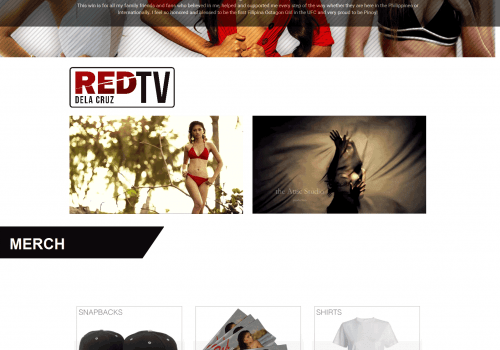 This win is for all my family, friends and fans who believed in me, helped and supported me every step of the way whether they are here in the Philippines or
Internationally. I feel so honored and pleased to be the first Filipina Octagon Girl in the UFC and very proud to be Pinoy!
RED TV
DELA CRUZ
the Ame Studio
MERCH
SNAPBACKS
SHIRTS